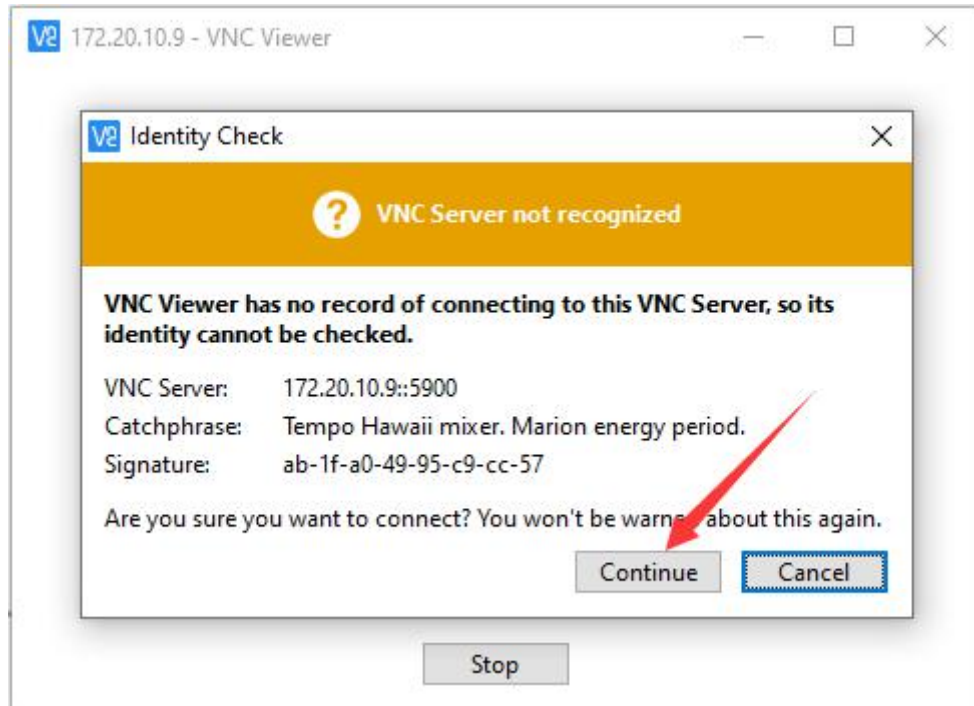 172.20.10.9 - VNC Viewer
Identity Check
VNC Server not recognized
VNC Viewer has no record of connecting to this VNC Server, so its
identity cannot be checked.
VNC Server: 172.20.10.9::5900
Catchphrase: Tempo Hawaii mixer. Marion energy period.
Signature: ab-1f-a0-49-95-c9-cc-57
Are you sure you want to connect? You won't be warned about this again.
Continue Cancel
Stop